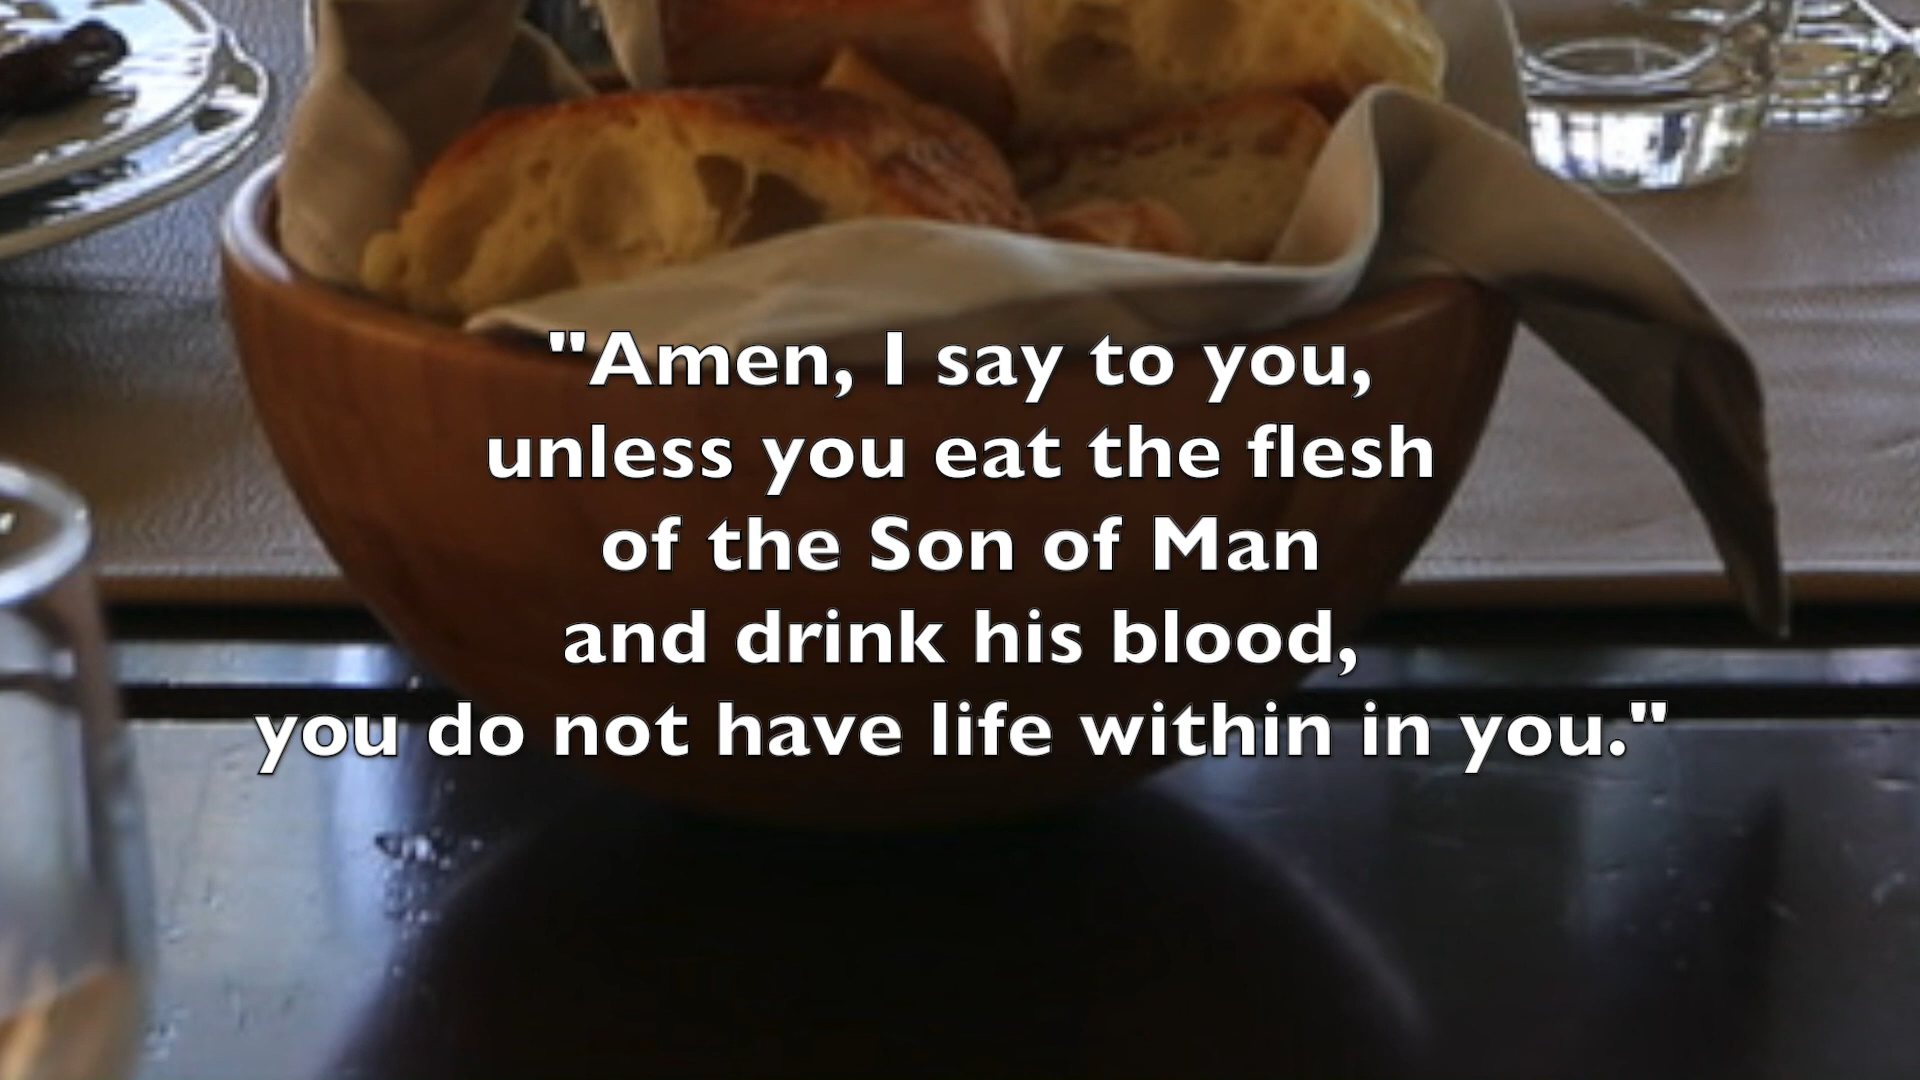 "Amen, I say to you,
unless you eat the flesh
of the Son of Man
and drink his blood,
you do not have life within in you."